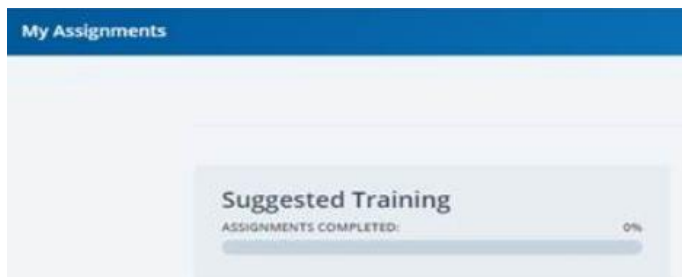 My Assignments
Suggested Training
ASSIGNMENTS COMPLETED: 0%